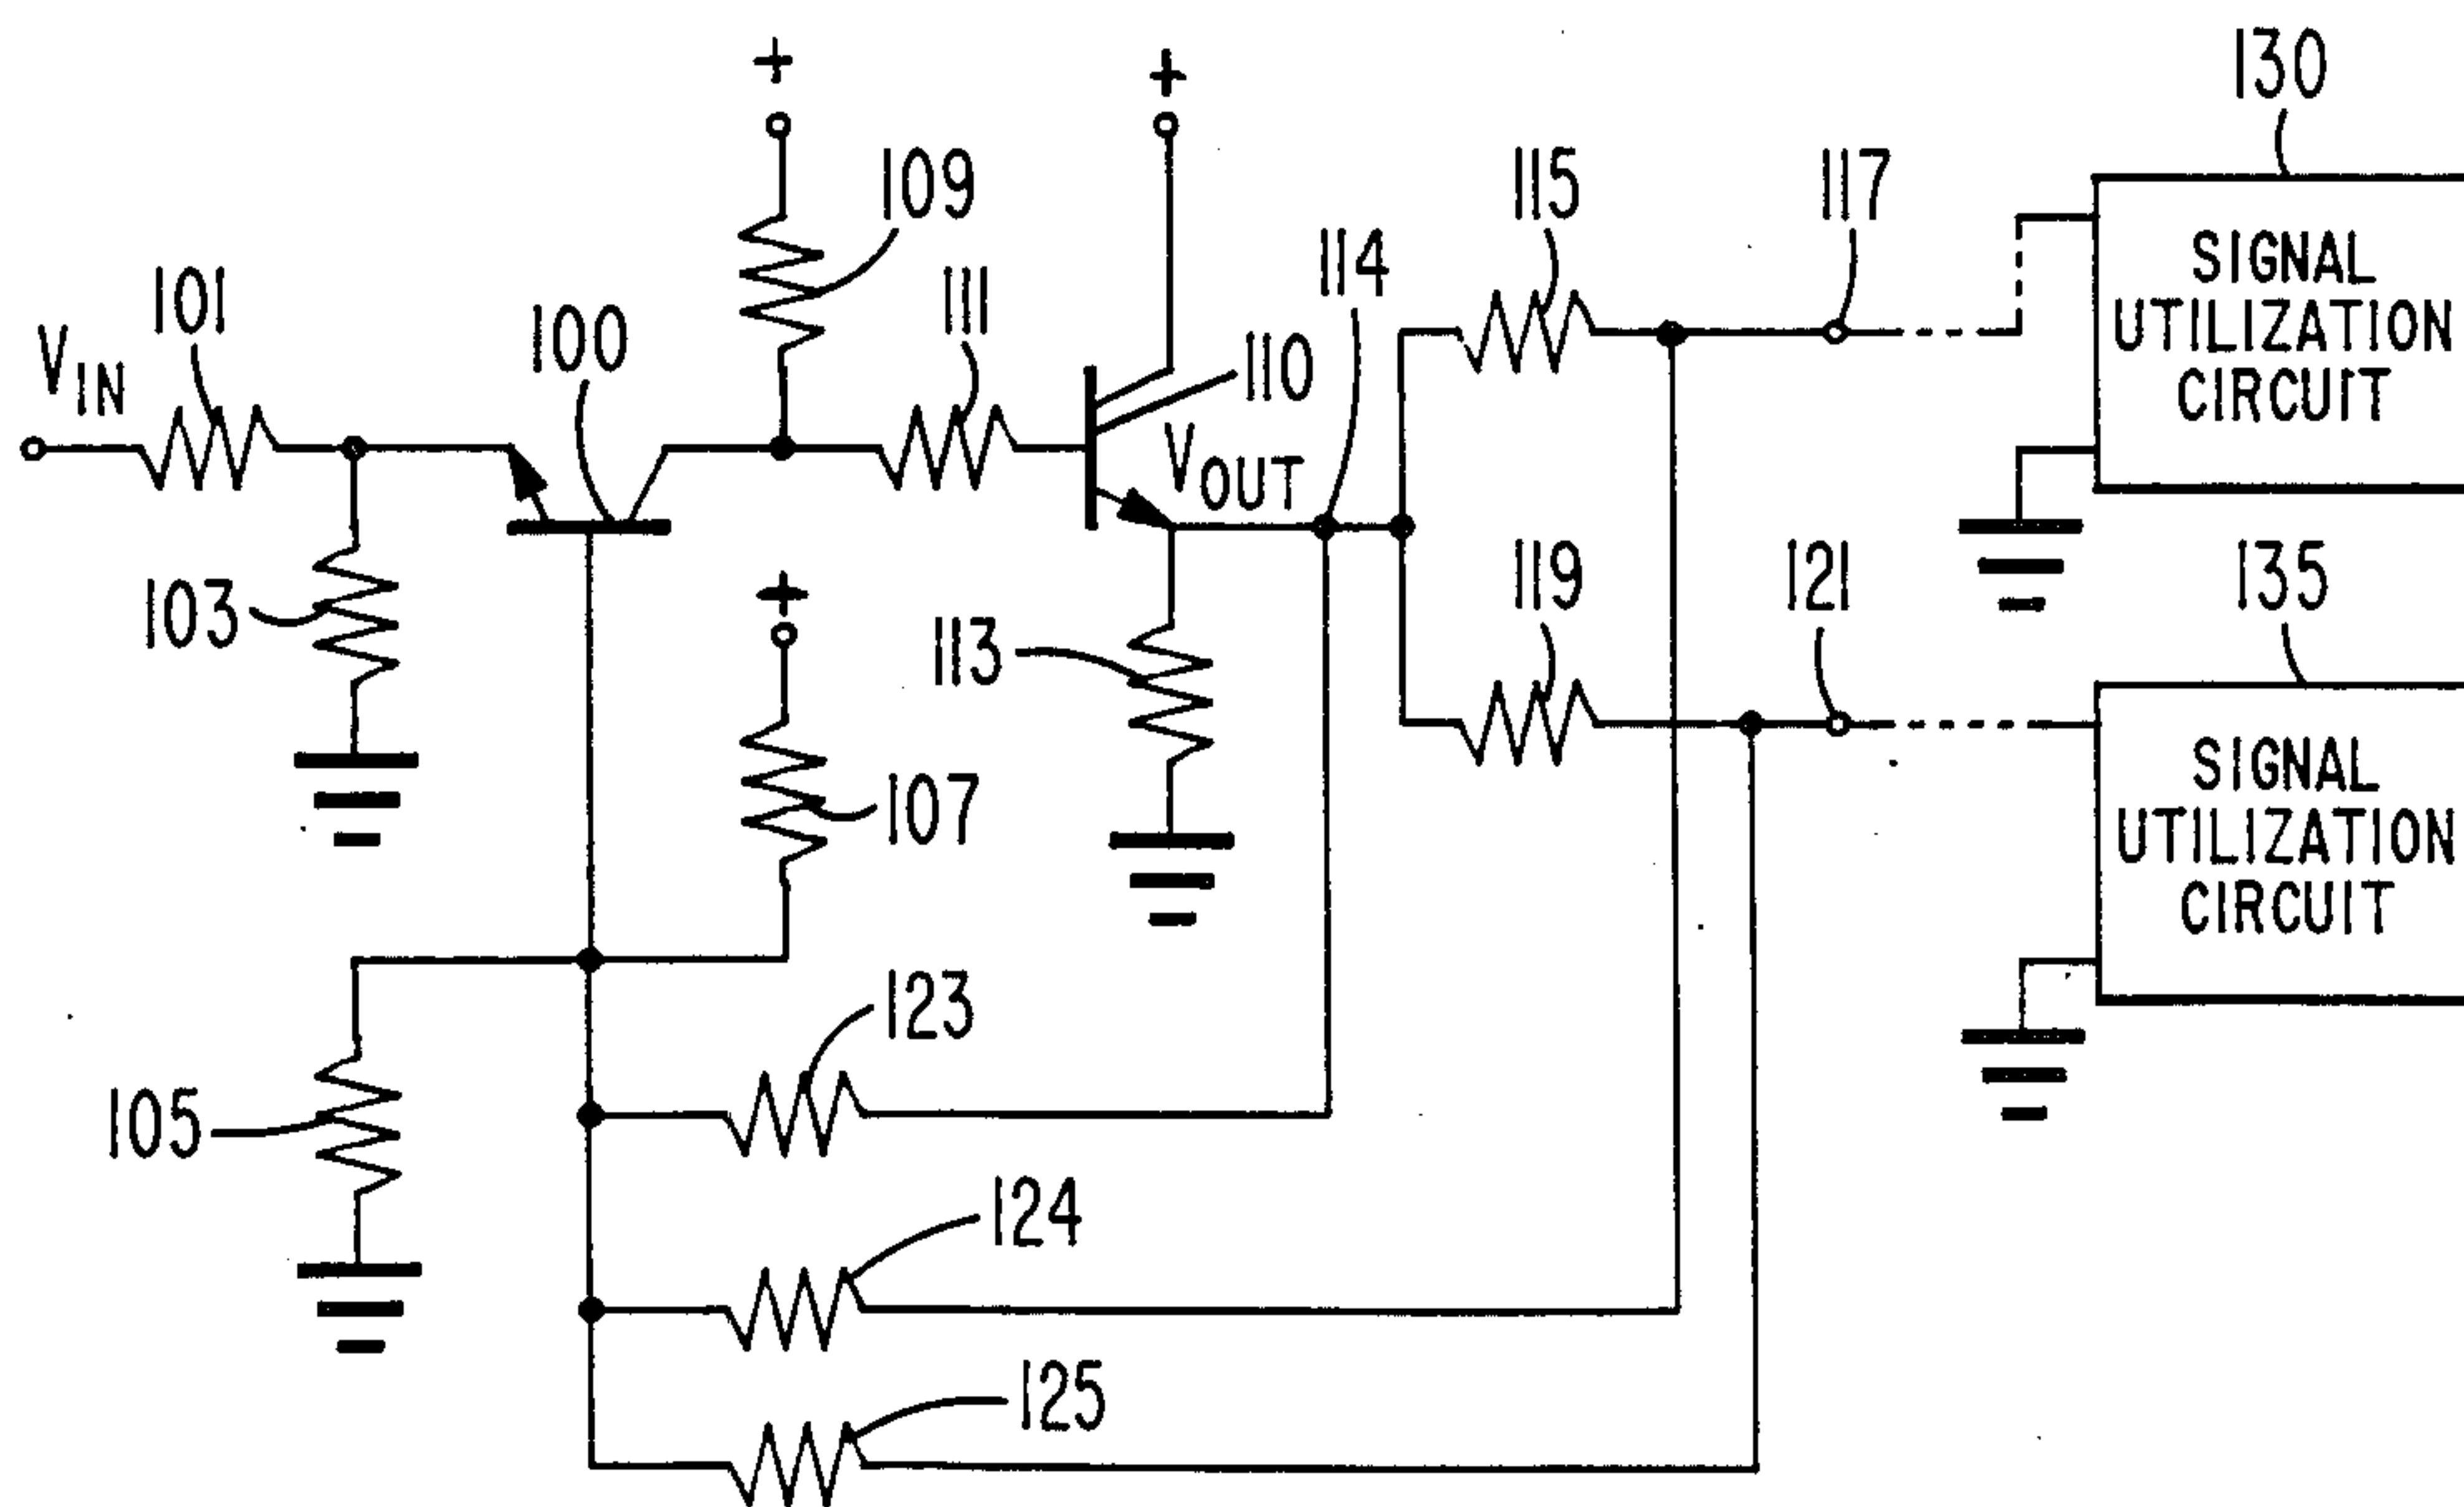 +
+
130
109
115
117
114
SIGNAL
UTILIZATION
CIRCUIT
101
111
100
110
V IN
V OUT
103
+
113
119
121
135
107
SIGNAL
UTILIZATION
CIRCUIT
123
105
124
125